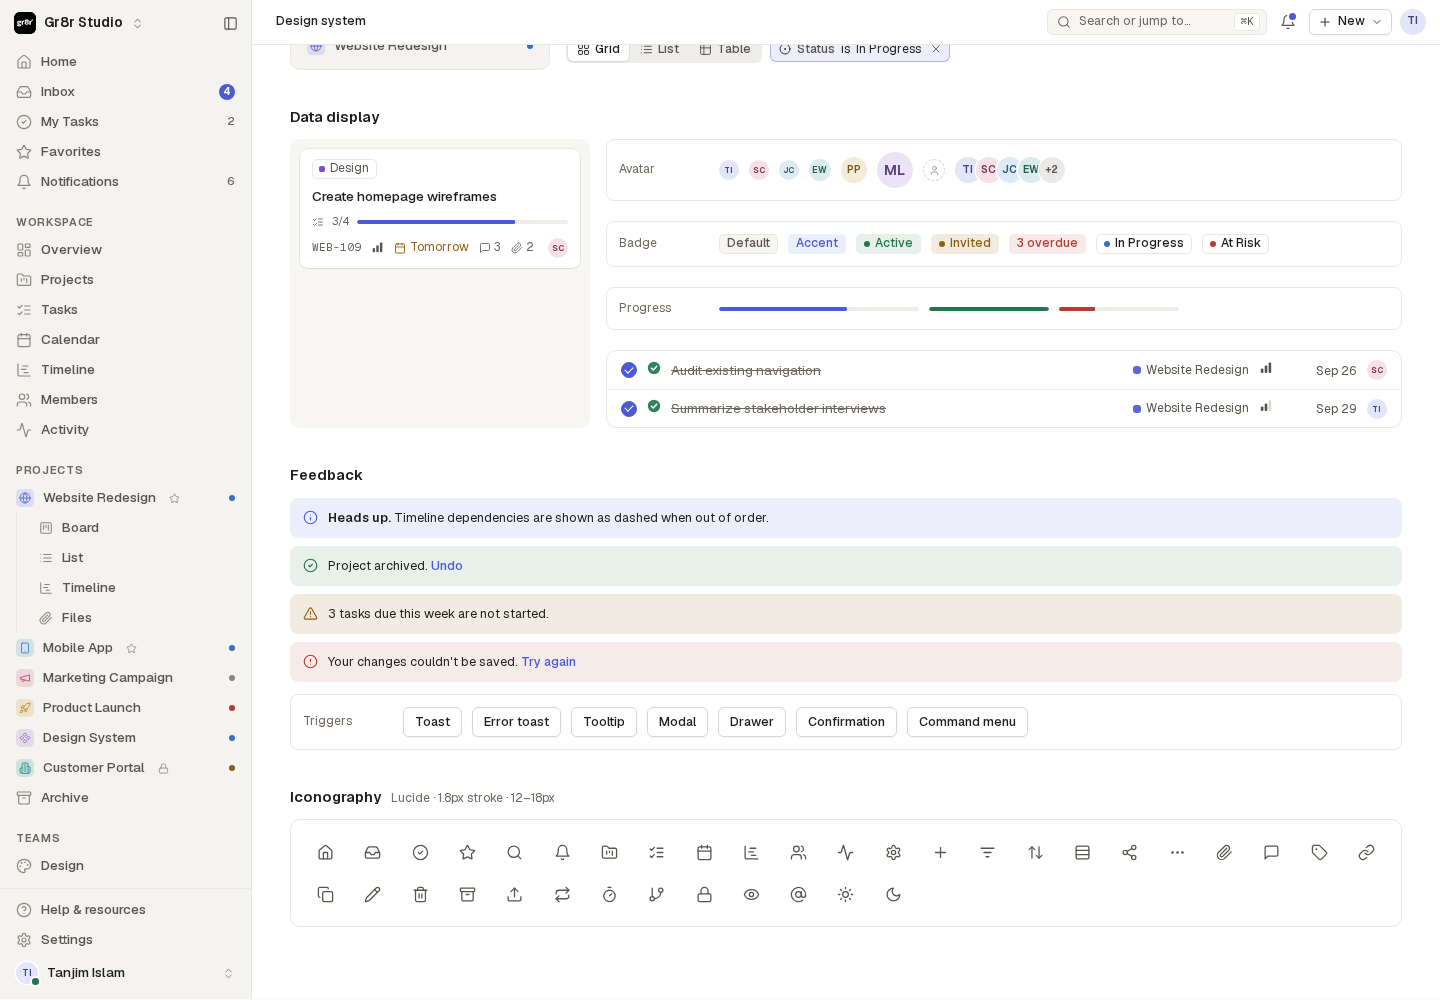 gr8r Gr8r Studio
Home
Inbox 4
My Tasks 2
Favorites
Notifications 6
WORKSPACE
Overview
Projects
Tasks
Calendar
Timeline
Members
Activity
PROJECTS
Website Redesign
Board
List
Timeline
Files
Mobile App
Marketing Campaign
Product Launch
Design System
Customer Portal
Archive
TEAMS
Design
Help & resources
Settings
TI Tanjim Islam
Design system
Search or jump to... ⌘K
New
TI
Website Redesign
Grid List Table
Status is In Progress
Data display
Design
Create homepage wireframes
3/4
WEB-109 Tomorrow 3 2 SC
Avatar TI SC JC EW PP ML TI SC JC EW +2
Badge Default Accent Active Invited 3 overdue In Progress At Risk
Progress
Audit existing navigation Website Redesign Sep 26 SC
Summarize stakeholder interviews Website Redesign Sep 29 TI
Feedback
Heads up. Timeline dependencies are shown as dashed when out of order.
Project archived. Undo
3 tasks due this week are not started.
Your changes couldn't be saved. Try again
Triggers Toast Error toast Tooltip Modal Drawer Confirmation Command menu
Iconography Lucide · 1.8px stroke · 12–18px